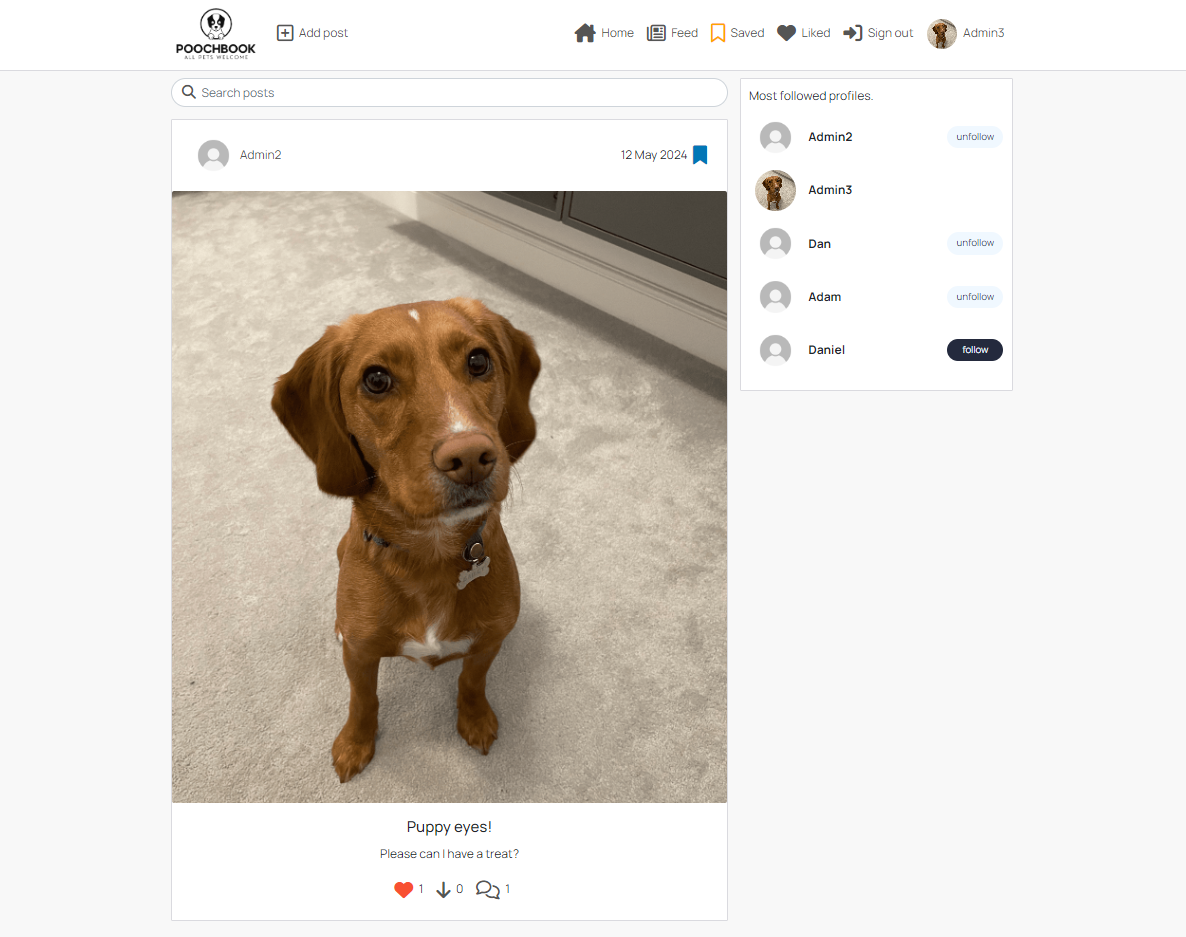 POOCHBOOK
ALL PETS WELCOME
Add post
Home
Feed
Saved
Liked
Sign out
Admin3
Search posts
Admin2
12 May 2024
Puppy eyes!
Please can I have a treat?
1
0
1
Most followed profiles.
Admin2
unfollow
Admin3
Dan
unfollow
Adam
unfollow
Daniel
follow